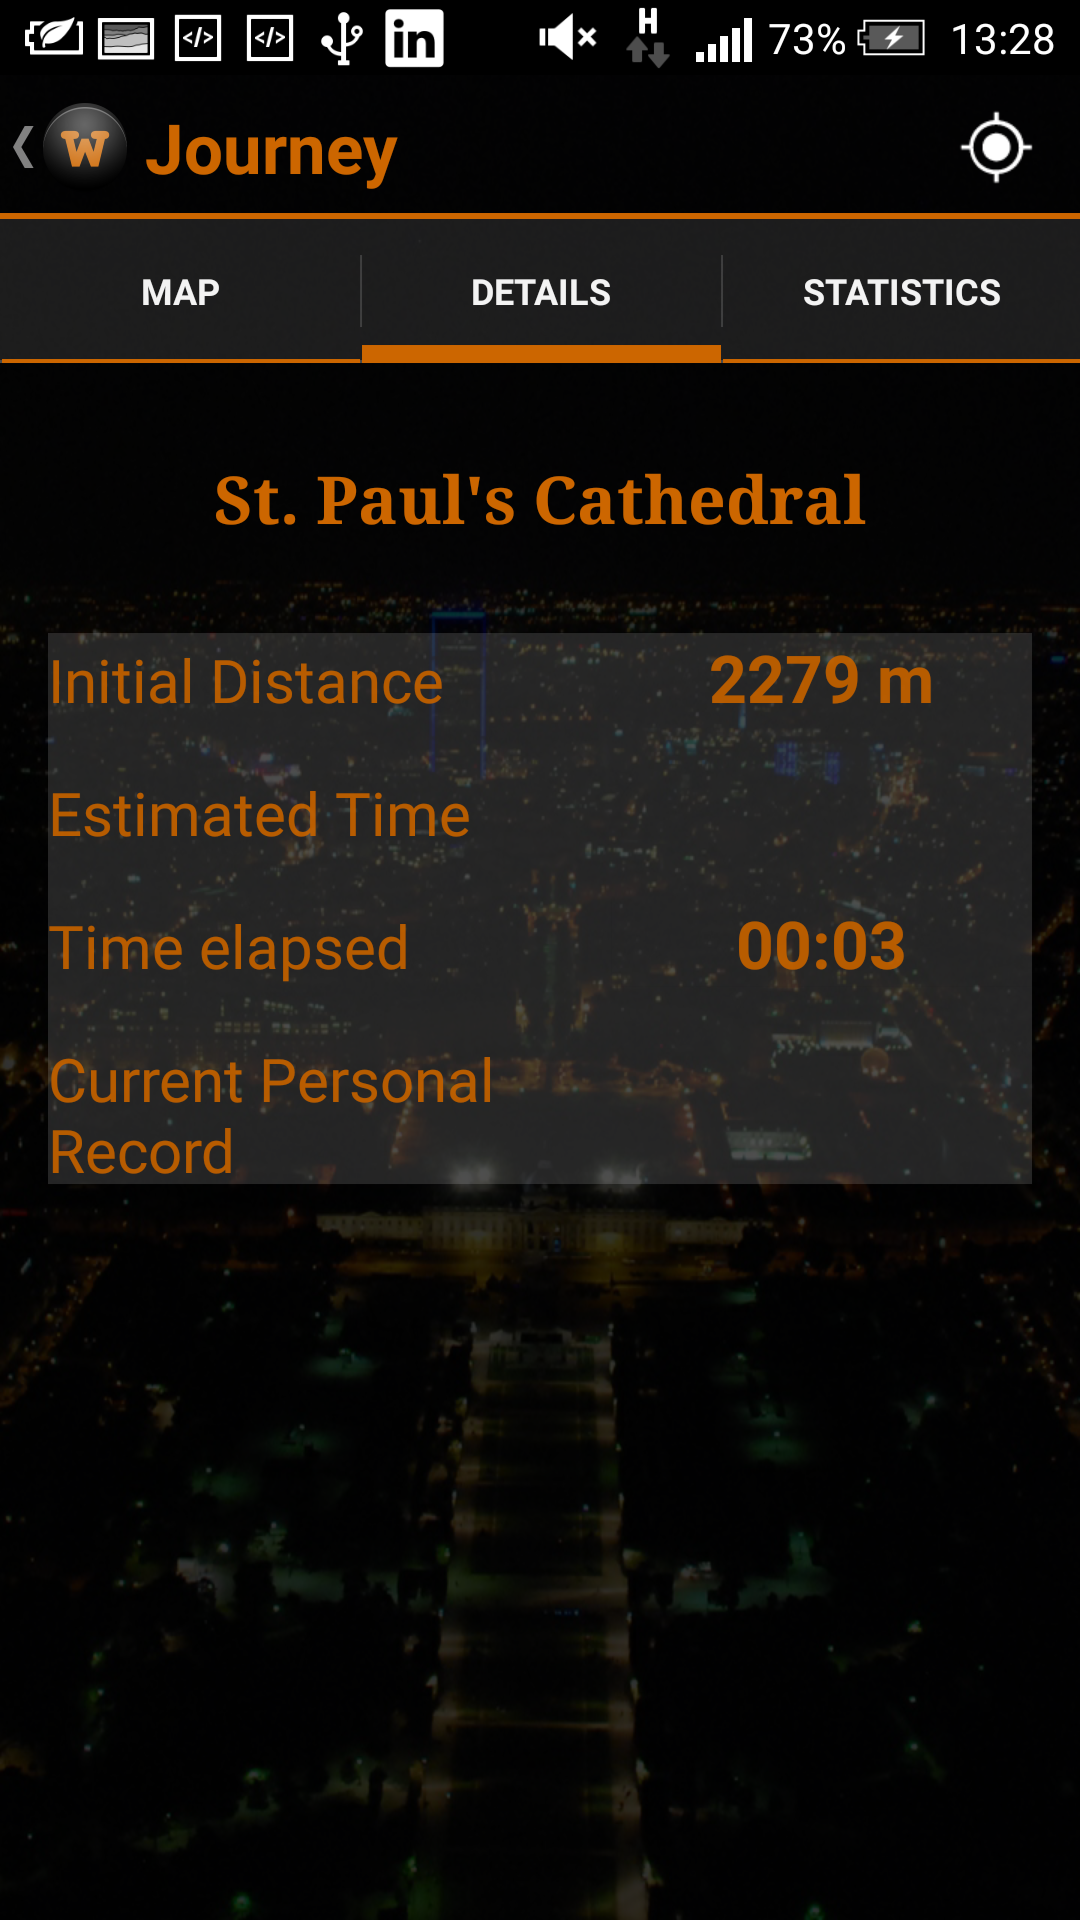 </> </> in H 73% 13:28
W Journey
MAP DETAILS STATISTICS
St. Paul's Cathedral
Initial Distance 2279 m
Estimated Time
Time elapsed 00:03
Current Personal
Record